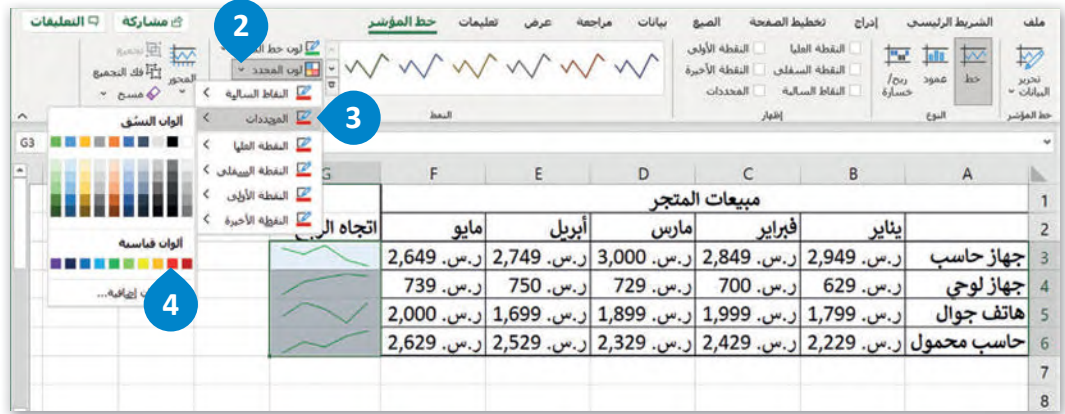 ملف الشريط الرئيسي إدراج تخطيط الصفحة الصيغ بيانات مراجعة عرض تعليمات خط المؤشر مشاركة التعليقات
2
تحرير البيانات
خط المؤشر
خط عمود ربح/خسارة
النوع
النقطة العليا النقطة الأولى
النقطة السفلى النقطة الأخيرة
النقاط السالبة المحددات
إظهار
النمط
لون خط
لون المحدد
المحور
تجميع
فك التجميع
مسح
النقاط السالبة
المحددات
3
النقطة العليا
النقطة السفلى
النقطة الأولى
النقطة الأخيرة
ألوان النسق
ألوان قياسية
إضافية...
4
G3
A B C D E F G
1 مبيعات المتجر
2 يناير فبراير مارس أبريل مايو اتجاه
3 جهاز حاسب ر.س. 2,949 ر.س. 2,849 ر.س. 3,000 ر.س. 2,749 ر.س. 2,649
4 جهاز لوحي ر.س. 629 ر.س. 700 ر.س. 729 ر.س. 750 ر.س. 739
5 هاتف جوال ر.س. 1,799 ر.س. 1,999 ر.س. 1,899 ر.س. 1,699 ر.س. 2,000
6 حاسب محمول ر.س. 2,229 ر.س. 2,429 ر.س. 2,329 ر.س. 2,529 ر.س. 2,629
7
8